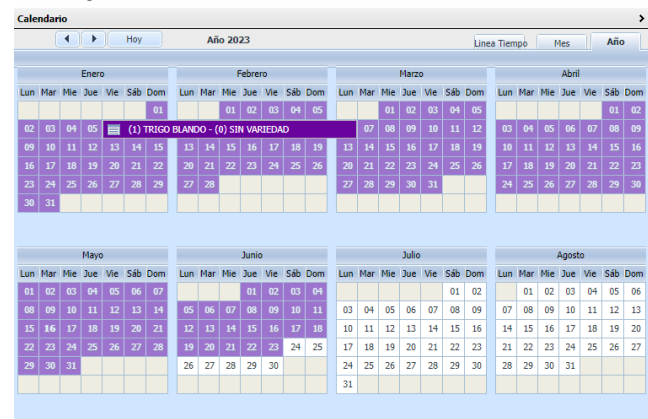 Calendario
Hoy Año 2023 Linea Tiempo Mes Año
Enero Febrero Marzo Abril
Lun Mar Mie Jue Vie Sáb Dom Lun Mar Mie Jue Vie Sáb Dom Lun Mar Mie Jue Vie Sáb Dom Lun Mar Mie Jue Vie Sáb Dom
01 01 02 03 04 05 01 02 03 04 05 01 02
02 03 04 05 (1) TRIGO BLANDO - (0) SIN VARIEDAD 07 08 09 10 11 12 03 04 05 06 07 08 09
09 10 11 12 13 14 15 13 14 15 16 17 18 19 13 14 15 16 17 18 19 10 11 12 13 14 15 16
16 17 18 19 20 21 22 20 21 22 23 24 25 26 20 21 22 23 24 25 26 17 18 19 20 21 22 23
23 24 25 26 27 28 29 27 28 27 28 29 30 31 24 25 26 27 28 29 30
30 31
Mayo Junio Julio Agosto
Lun Mar Mie Jue Vie Sáb Dom Lun Mar Mie Jue Vie Sáb Dom Lun Mar Mie Jue Vie Sáb Dom Lun Mar Mie Jue Vie Sáb Dom
01 02 03 04 05 06 07 01 02 03 04 01 02 01 02 03 04 05 06
08 09 10 11 12 13 14 05 06 07 08 09 10 11 03 04 05 06 07 08 09 07 08 09 10 11 12 13
15 16 17 18 19 20 21 12 13 14 15 16 17 18 10 11 12 13 14 15 16 14 15 16 17 18 19 20
22 23 24 25 26 27 28 19 20 21 22 23 24 25 17 18 19 20 21 22 23 21 22 23 24 25 26 27
29 30 31 26 27 28 29 30 24 25 26 27 28 29 30 28 29 30 31
31